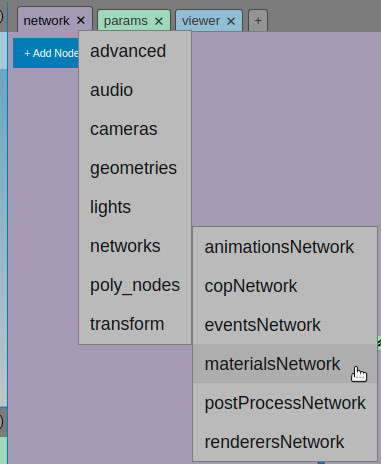 network ×
params ×
viewer ×
+
+ Add Node
advanced
audio
cameras
geometries
lights
networks
poly_nodes
transform
animationsNetwork
copNetwork
eventsNetwork
materialsNetwork
postProcessNetwork
renderersNetwork